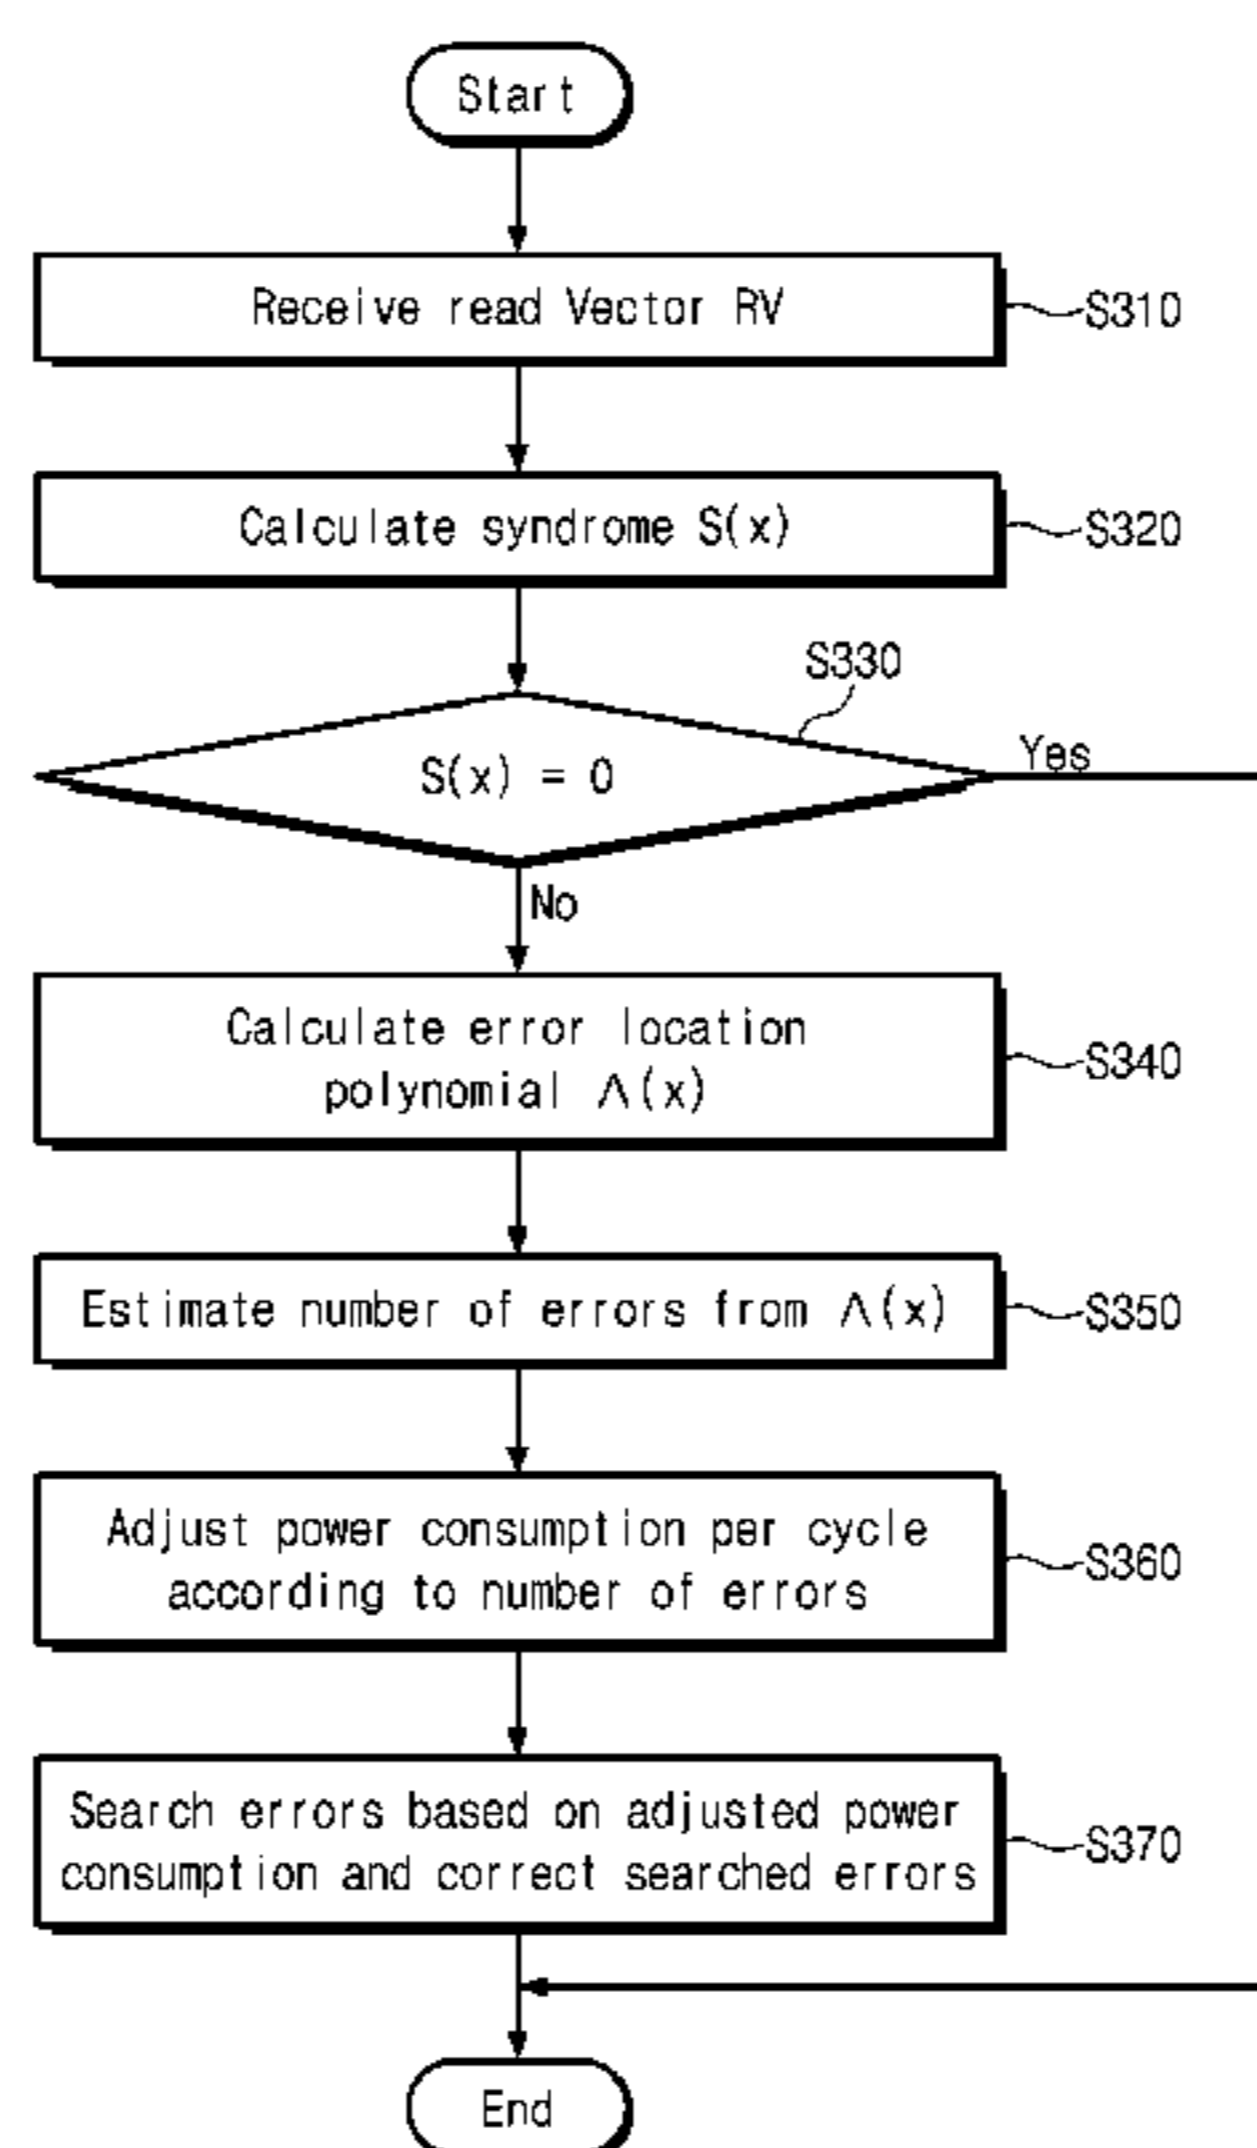 Start
Receive read Vector RV
S310
Calculate syndrome S(x)
S320
S330
S(x) = 0
Yes
No
Calculate error location
polynomial Λ(x)
S340
Estimate number of errors from Λ(x)
S350
Adjust power consumption per cycle
according to number of errors
S360
Search errors based on adjusted power
consumption and correct searched errors
S370
End